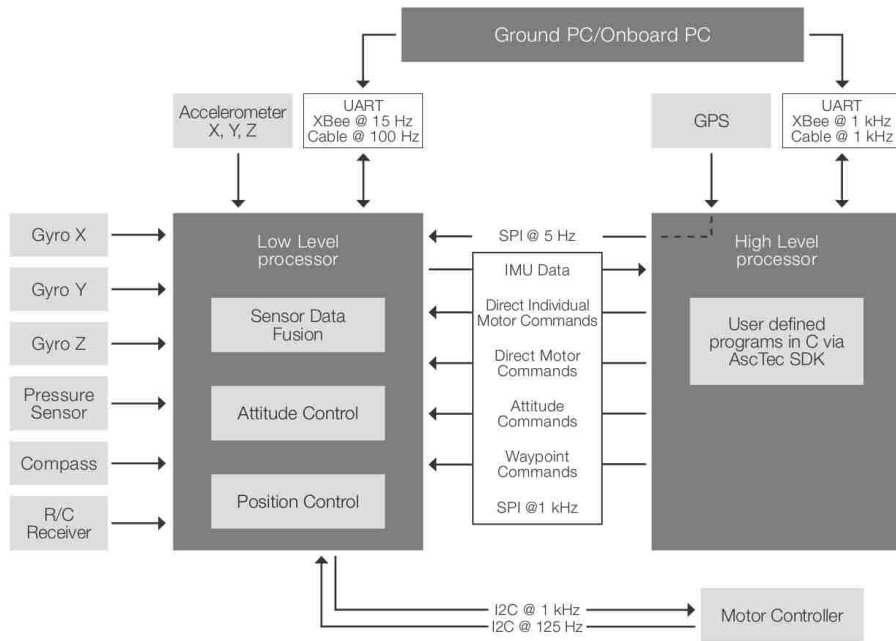 Ground PC/Onboard PC
Accelerometer
X, Y, Z
UART
XBee @ 15 Hz
Cable @ 100 Hz
GPS
UART
XBee @ 1 kHz
Cable @ 1 kHz
Gyro X
Gyro Y
Gyro Z
Pressure
Sensor
Compass
R/C
Receiver
Low Level
processor
Sensor Data
Fusion
Attitude Control
Position Control
SPI @ 5 Hz
IMU Data
Direct Individual
Motor Commands
Direct Motor
Commands
Attitude
Commands
Waypoint
Commands
SPI @1 kHz
High Level
processor
User defined
programs in C via
AscTec SDK
I2C @ 1 kHz
I2C @ 125 Hz
Motor Controller